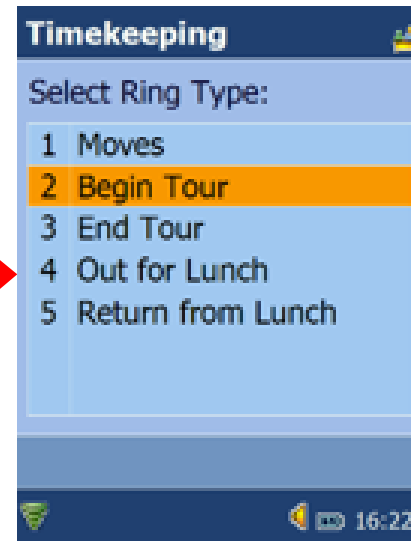 Timekeeping
Select Ring Type:
1 Moves
2 Begin Tour
3 End Tour
4 Out for Lunch
5 Return from Lunch
16:22